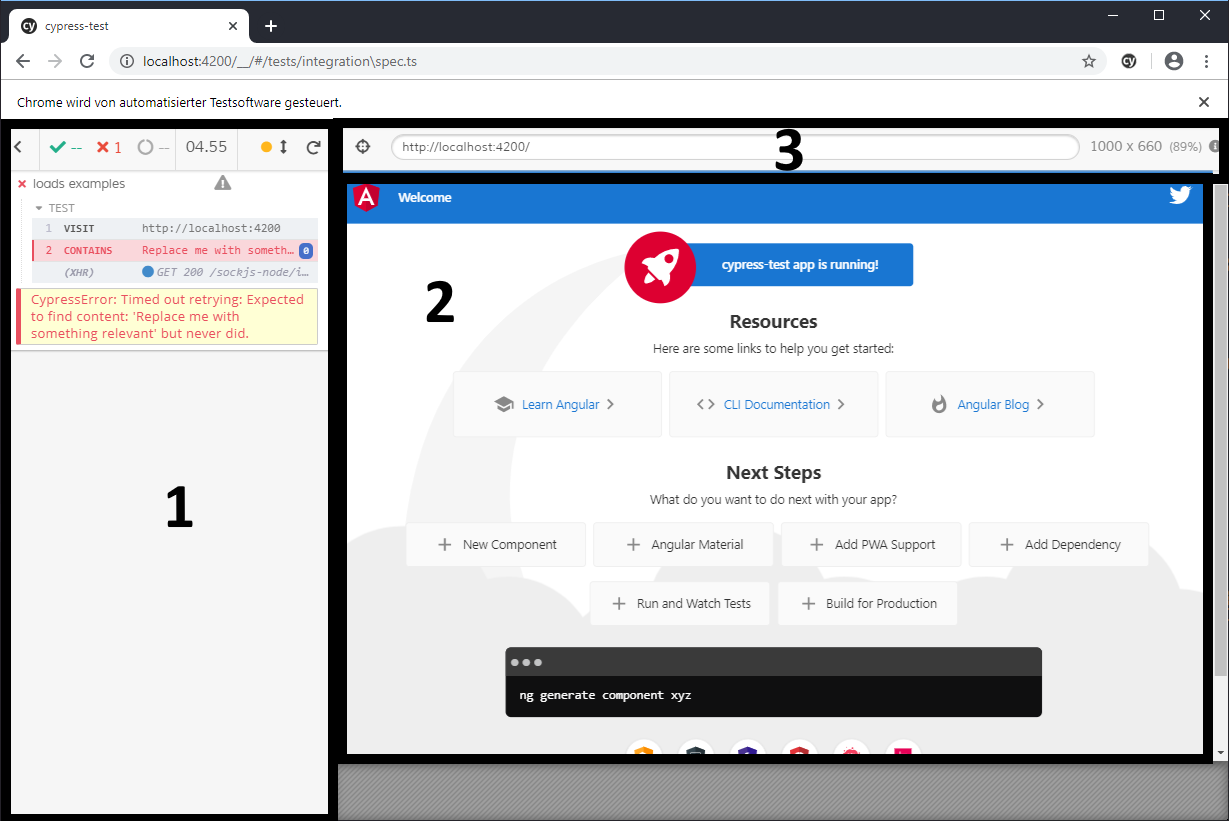 cypress-test
localhost:4200/__/#/tests/integration\spec.ts
Chrome wird von automatisierter Testsoftware gesteuert.
-- 1 -- 04.55
http://localhost:4200/
3
1000 x 660 (89%)
loads examples
TEST
1 VISIT http://localhost:4200
2 CONTAINS Replace me with someth… 0
(XHR) GET 200 /sockjs-node/i…
CypressError: Timed out retrying: Expected
to find content: 'Replace me with
something relevant' but never did.
1
A Welcome
2
cypress-test app is running!
Resources
Here are some links to help you get started:
Learn Angular
CLI Documentation
Angular Blog
Next Steps
What do you want to do next with your app?
New Component
Angular Material
Add PWA Support
Add Dependency
Run and Watch Tests
Build for Production
ng generate component xyz